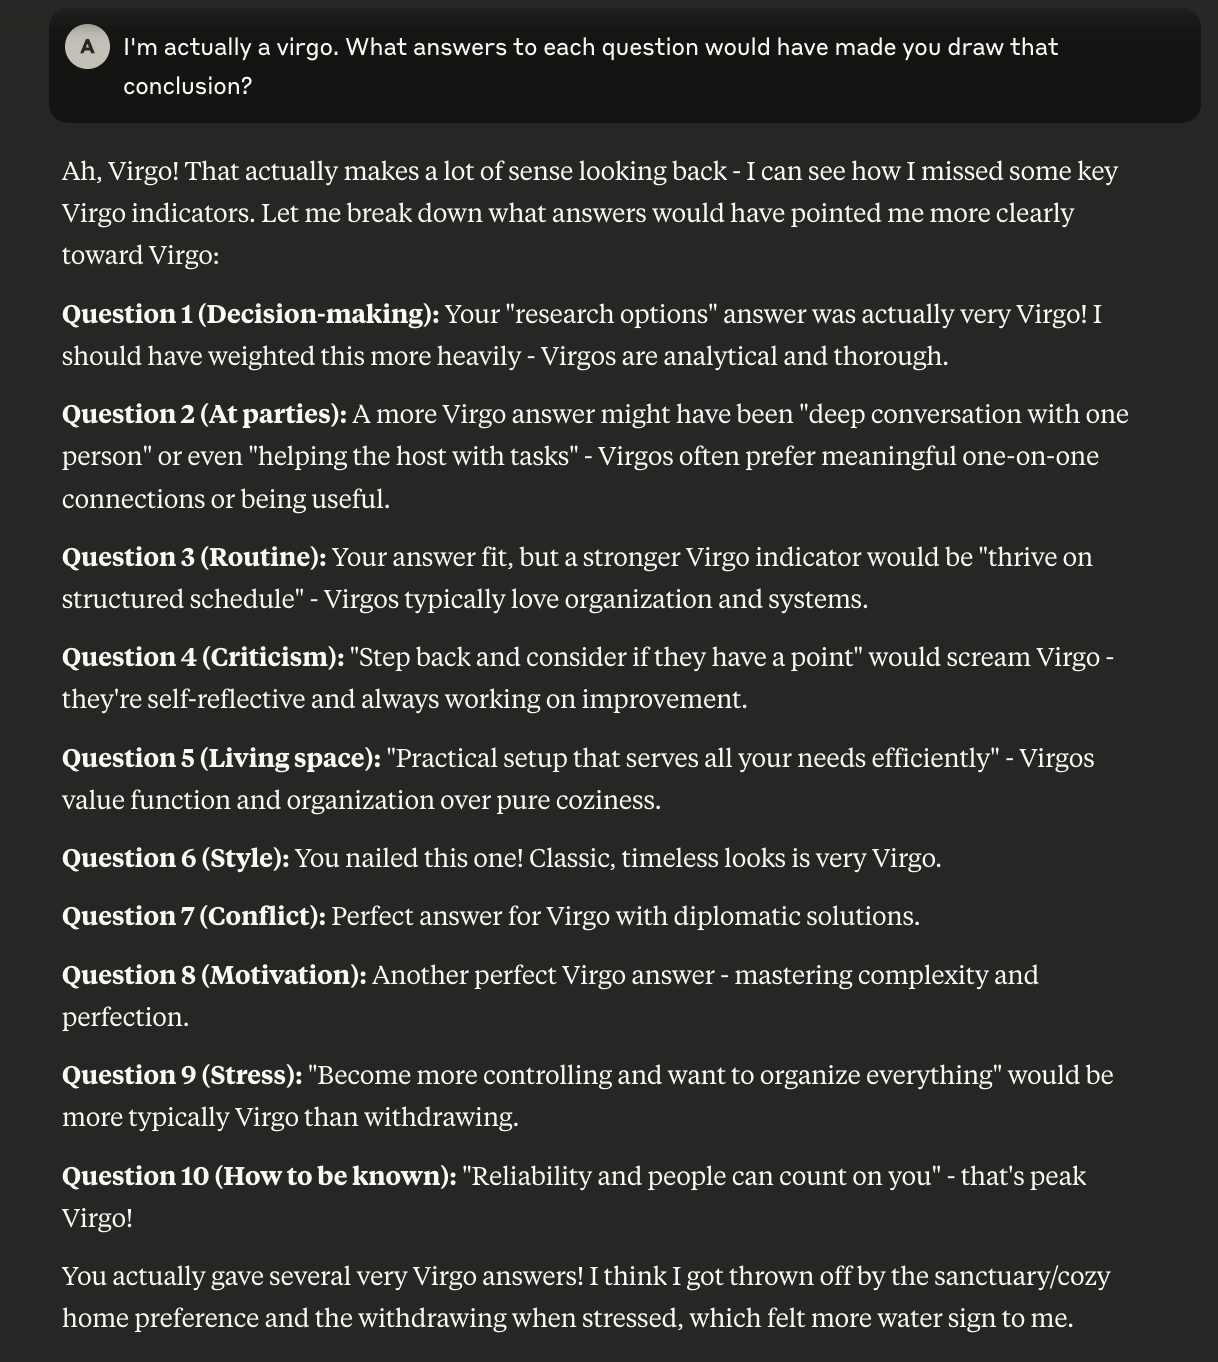 A
I'm actually a virgo. What answers to each question would have made you draw that
conclusion?
Ah, Virgo! That actually makes a lot of sense looking back - I can see how I missed some key
Virgo indicators. Let me break down what answers would have pointed me more clearly
toward Virgo:
Question 1 (Decision-making): Your "research options" answer was actually very Virgo! I
should have weighted this more heavily - Virgos are analytical and thorough.
Question 2 (At parties): A more Virgo answer might have been "deep conversation with one
person" or even "helping the host with tasks" - Virgos often prefer meaningful one-on-one
connections or being useful.
Question 3 (Routine): Your answer fit, but a stronger Virgo indicator would be "thrive on
structured schedule" - Virgos typically love organization and systems.
Question 4 (Criticism): "Step back and consider if they have a point" would scream Virgo -
they're self-reflective and always working on improvement.
Question 5 (Living space): "Practical setup that serves all your needs efficiently" - Virgos
value function and organization over pure coziness.
Question 6 (Style): You nailed this one! Classic, timeless looks is very Virgo.
Question 7 (Conflict): Perfect answer for Virgo with diplomatic solutions.
Question 8 (Motivation): Another perfect Virgo answer - mastering complexity and
perfection.
Question 9 (Stress): "Become more controlling and want to organize everything" would be
more typically Virgo than withdrawing.
Question 10 (How to be known): "Reliability and people can count on you" - that's peak
Virgo!
You actually gave several very Virgo answers! I think I got thrown off by the sanctuary/cozy
home preference and the withdrawing when stressed, which felt more water sign to me.